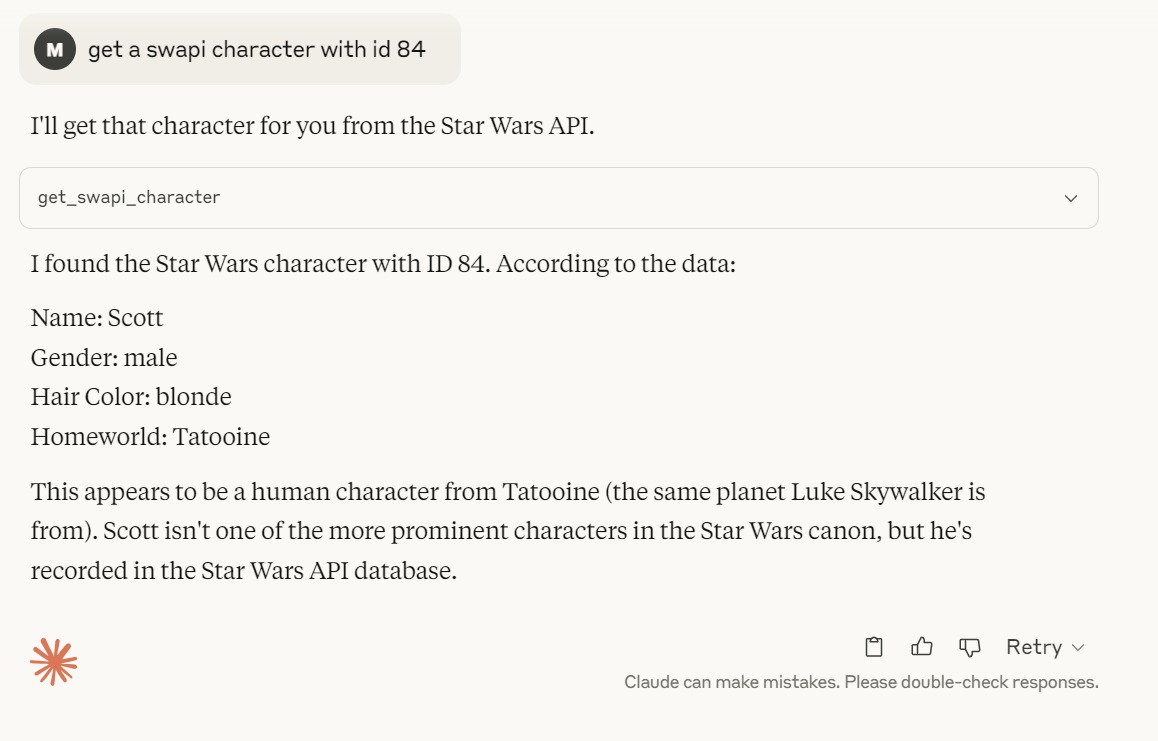 M get a swapi character with id 84
I'll get that character for you from the Star Wars API.
get_swapi_character
I found the Star Wars character with ID 84. According to the data:
Name: Scott
Gender: male
Hair Color: blonde
Homeworld: Tatooine
This appears to be a human character from Tatooine (the same planet Luke Skywalker is
from). Scott isn't one of the more prominent characters in the Star Wars canon, but he's
recorded in the Star Wars API database.
Retry
Claude can make mistakes. Please double-check responses.